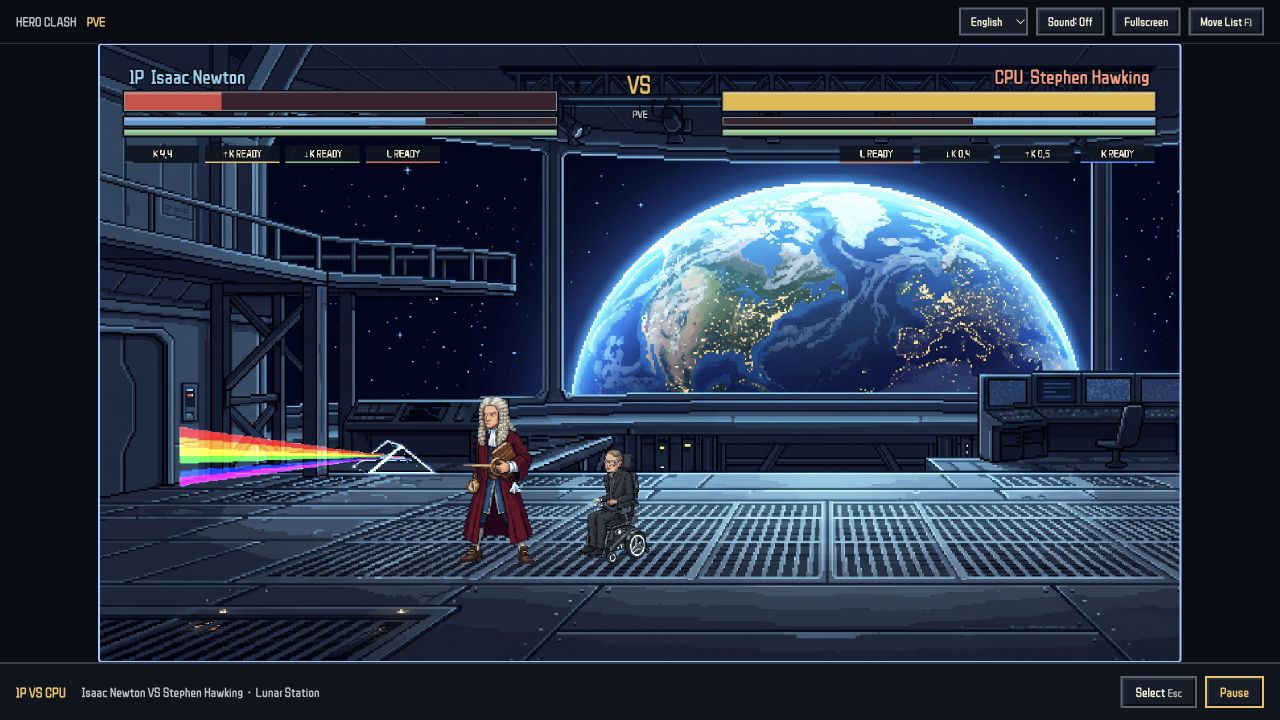 HERO CLASH PVE
English
Sound: Off
Fullscreen
Move List F1
1P Isaac Newton
VS
CPU Stephen Hawking
PVE
K 4,4
↑K READY
↓K READY
L READY
L READY
↓K 0,4
↑K 0,5
K READY
1P VS CPU
Isaac Newton VS Stephen Hawking · Lunar Station
Select Esc
Pause